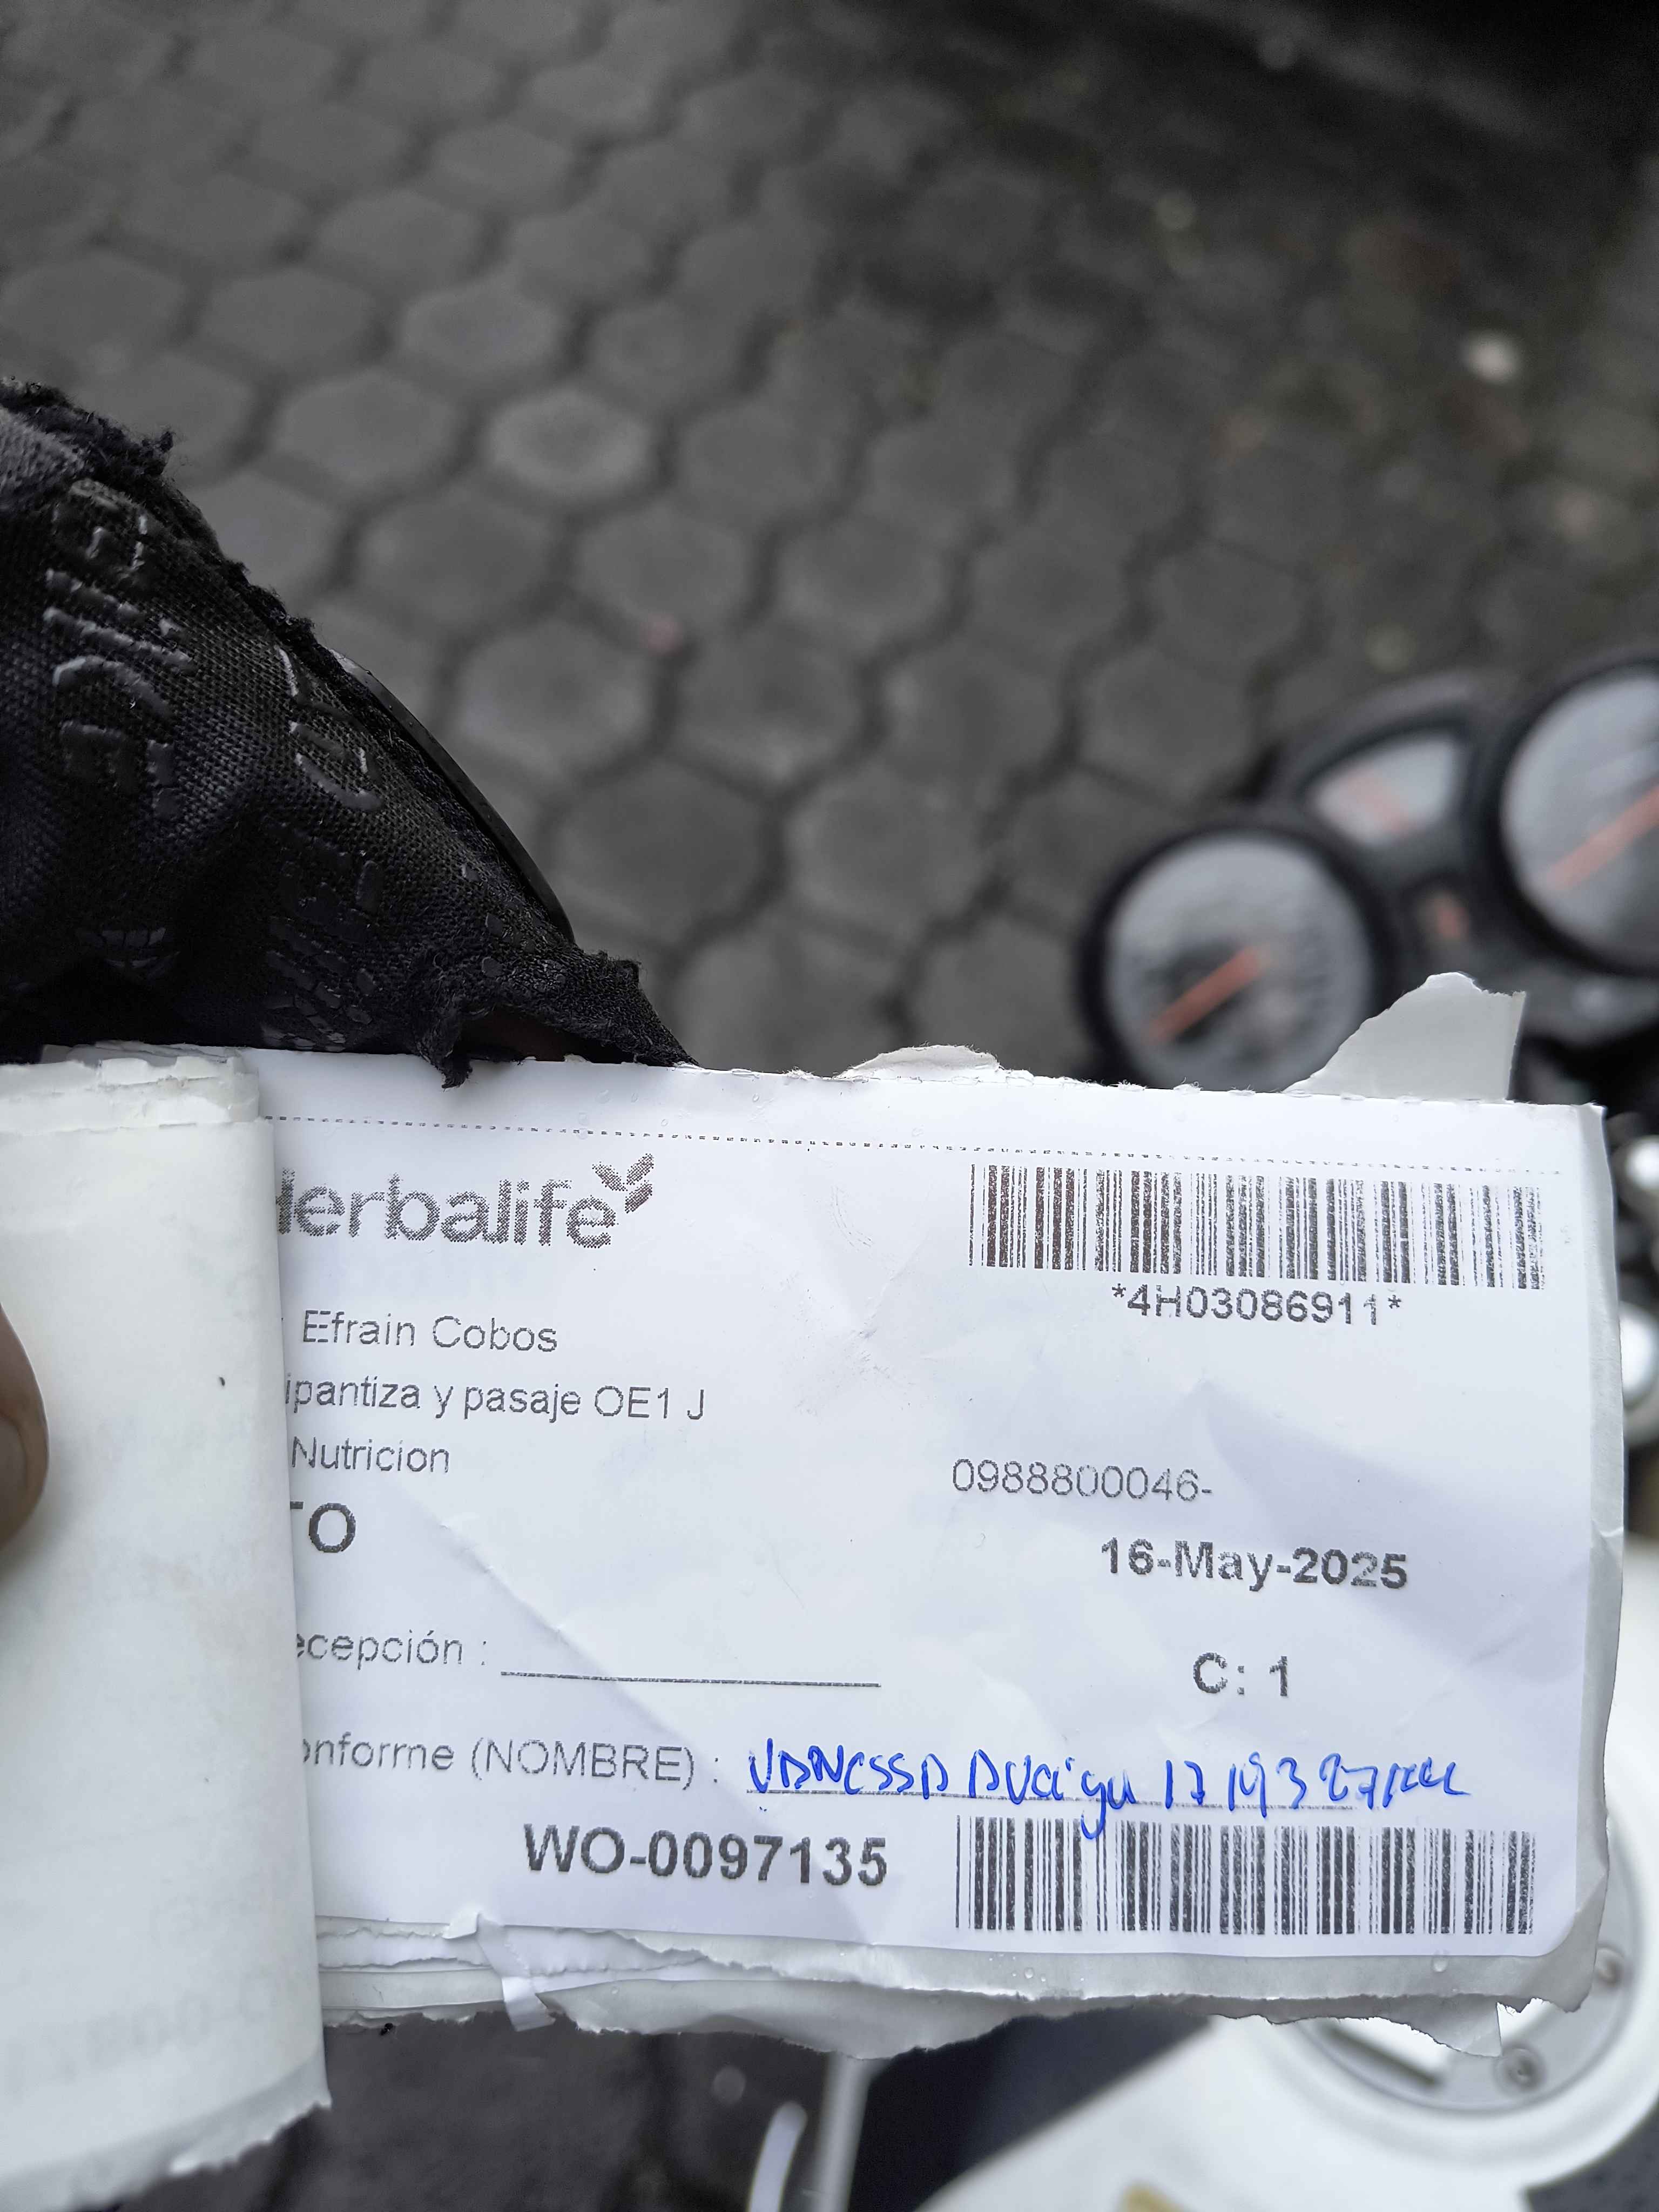 Herbalife
*4H03086911*
Efrain Cobos
ipantiza y pasaje OE1 J
Nutricion
0988800046-
TO
16-May-2025
ecepción :
C: 1
onforme (NOMBRE) : VANESSA
WO-0097135